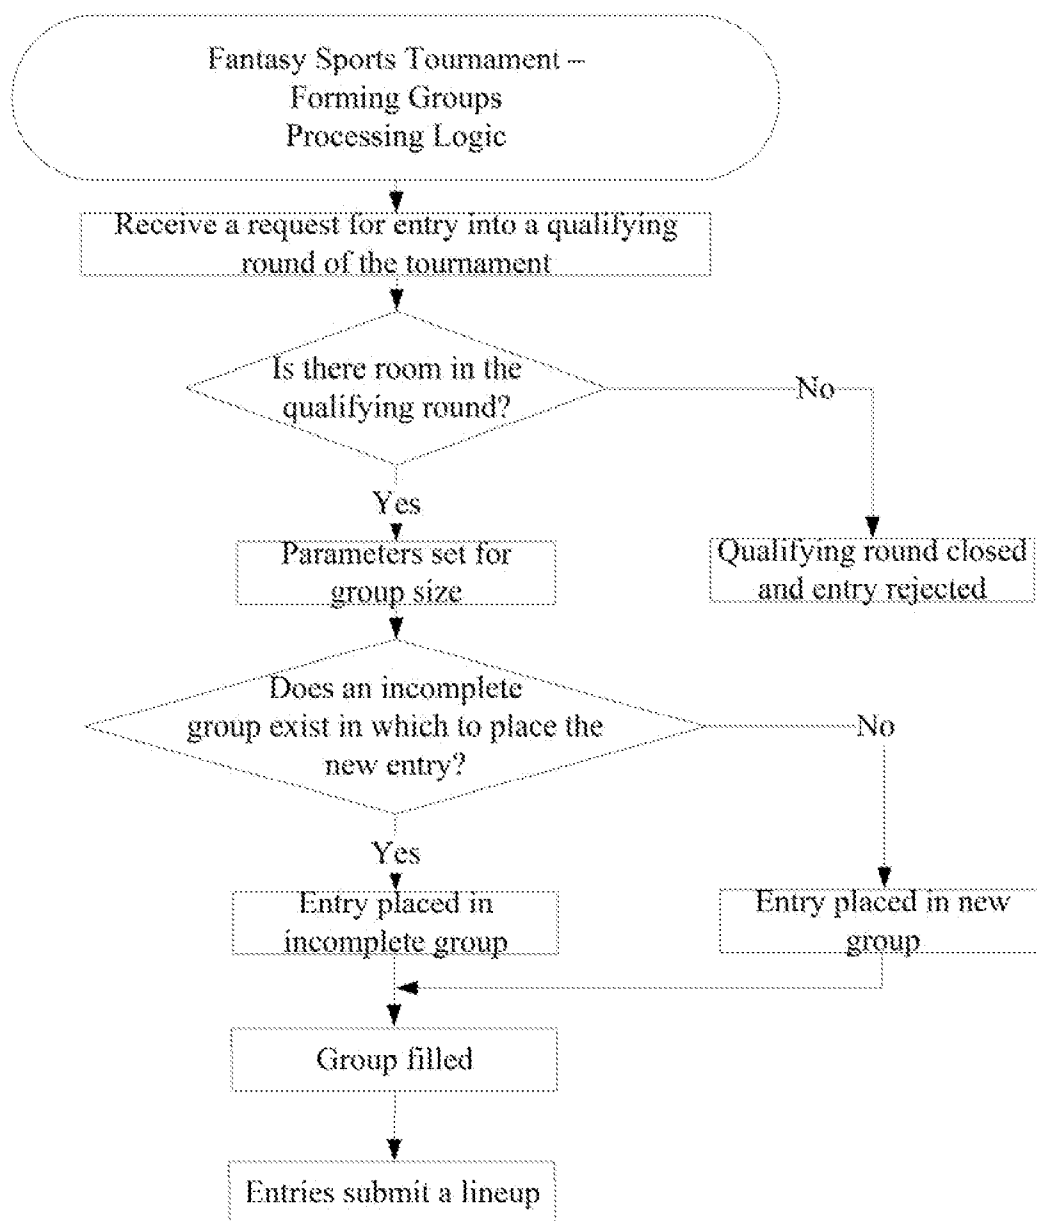 Fantasy Sports Tournament –
Forming Groups
Processing Logic
Receive a request for entry into a qualifying
round of the tournament
Is there room in the
qualifying round?
No
Yes
Parameters set for
group size
Qualifying round closed
and entry rejected
Does an incomplete
group exist in which to place the
new entry?
No
Yes
Entry placed in
incomplete group
Entry placed in new
group
Group filled
Entries submit a lineup